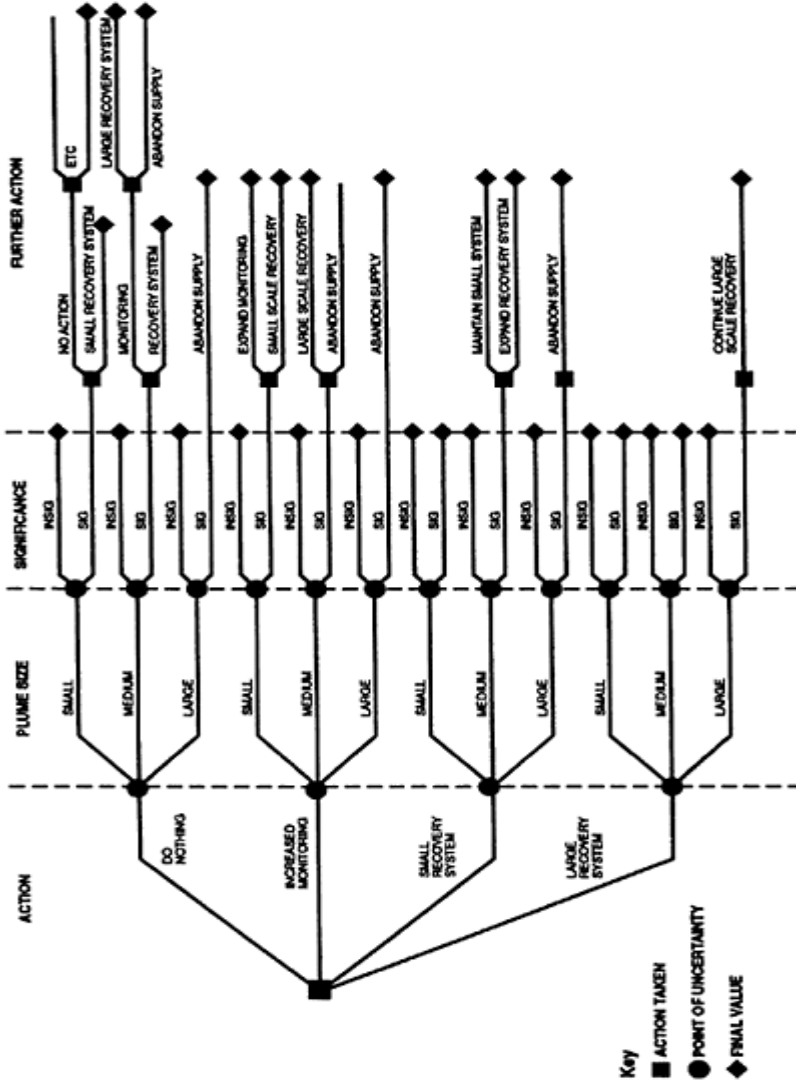 ACTION
PLUME SIZE
SIGNIFICANCE
FURTHER ACTION
DO
NOTHING
INCREASED
MONITORING
SMALL
RECOVERY
SYSTEM
LARGE
RECOVERY
SYSTEM
SMALL
MEDIUM
LARGE
SMALL
MEDIUM
LARGE
SMALL
MEDIUM
LARGE
SMALL
MEDIUM
LARGE
INSIG
SIG
INSIG
SIG
INSIG
SIG
INSIG
SIG
INSIG
SIG
INSIG
SIG
INSIG
SIG
INSIG
SIG
INSIG
SIG
INSIG
SIG
INSIG
SIG
INSIG
SIG
NO ACTION
ETC
SMALL RECOVERY SYSTEM
MONITORING
LARGE RECOVERY SYSTEM
ABANDON SUPPLY
RECOVERY SYSTEM
ABANDON SUPPLY
EXPAND MONITORING
SMALL SCALE RECOVERY
LARGE SCALE RECOVERY
ABANDON SUPPLY
ABANDON SUPPLY
MAINTAIN SMALL SYSTEM
EXPAND RECOVERY SYSTEM
ABANDON SUPPLY
CONTINUE LARGE
SCALE RECOVERY
Key
ACTION TAKEN
POINT OF UNCERTAINTY
FINAL VALUE